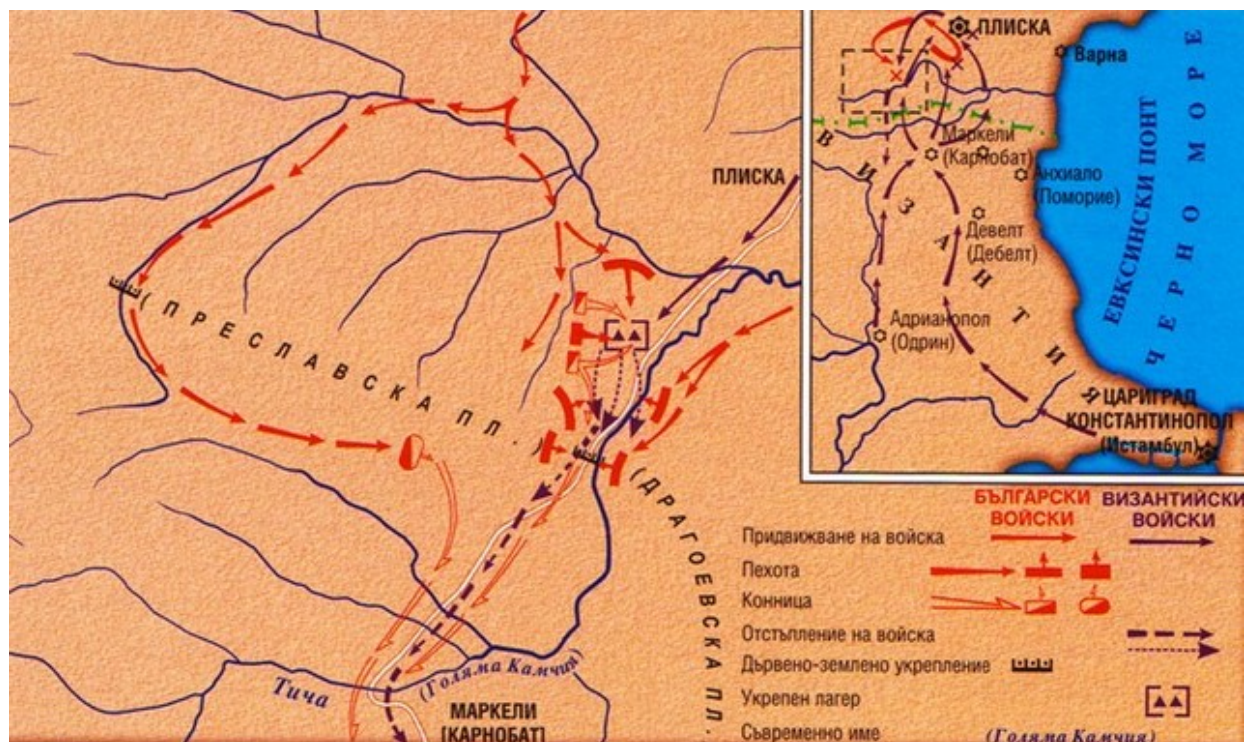 ПЛИСКА
(ПРЕСЛАВСКА ПЛ.)
(ДРАГОЕВСКА ПЛ.
Тича
(Голяма Камчия)
МАРКЕЛИ
[КАРНОБАТ]
ПЛИСКА
Варна
ВИЗАНТИЯ
Маркели
(Карнобат)
Анхиало
(Поморие)
Девелт
(Дебелт)
Адрианопол
(Одрин)
ЕВКСИНСКИ ПОНТ
ЧЕРНО МОРЕ
ЦАРИГРАД
КОНСТАНТИНОПОЛ
(Истамбул)
БЪЛГАРСКИ
ВОЙСКИ
ВИЗАНТИЙСКИ
ВОЙСКИ
Придвижване на войска
Пехота
Конница
Отстъпление на войска
Дървено-землено укрепление
Укрепен лагер
Съвременно име
(Голяма Камчия)